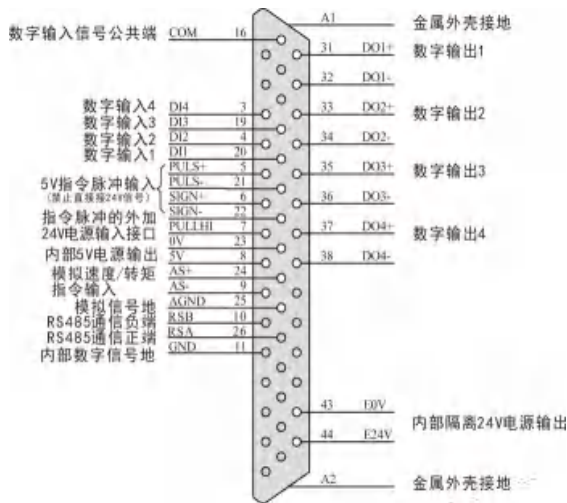 A1 金属外壳接地
数字输入信号公共端 COM 16
31 DO1+ 数字输出1
32 DO1-
数字输入4 DI4 3
33 DO2+ 数字输出2
数字输入3 DI3 19
数字输入2 DI2 4
34 DO2-
数字输入1 DI1 20
PULS+ 5
35 DO3+ 数字输出3
5V指令脉冲输入 PULS- 21
(禁止直接接24V信号) SIGN+ 6
36 DO3-
SIGN- 22
指令脉冲的外加
24V电源输入接口 PULLHI 7
37 DO4+ 数字输出4
0V 23
内部5V电源输出 5V 8
38 DO4-
模拟速度/转矩 AS+ 24
指令输入 AS- 9
模拟信号地 AGND 25
RS485通信负端 RSB 10
RS485通信正端 RSA 26
内部数字信号地 GND 11
43 E0V
内部隔离24V电源输出
44 E24V
A2 金属外壳接地